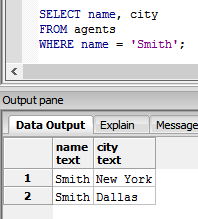 SELECT name, city
FROM agents
WHERE name = 'Smith';
Output pane
Data Output Explain Message
name text city text
1 Smith New York
2 Smith Dallas